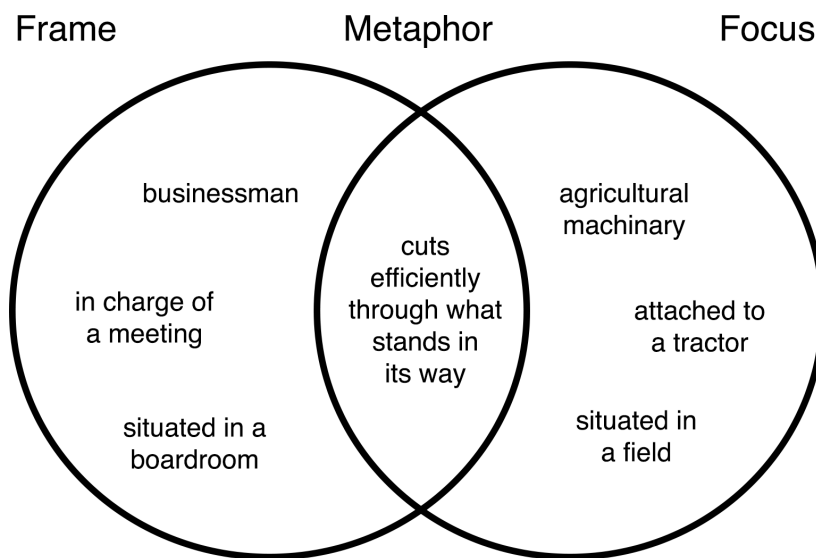 Frame
Metaphor
Focus
businessman
in charge of
a meeting
situated in a
boardroom
cuts
efficiently
through what
stands in
its way
agricultural
machinary
attached to
a tractor
situated in
a field